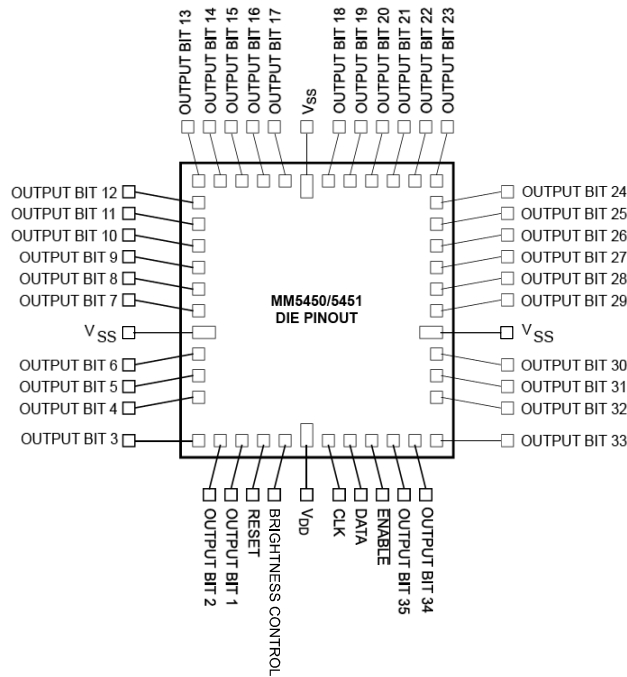 OUTPUT BIT 13
OUTPUT BIT 14
OUTPUT BIT 15
OUTPUT BIT 16
OUTPUT BIT 17
VSS
OUTPUT BIT 18
OUTPUT BIT 19
OUTPUT BIT 20
OUTPUT BIT 21
OUTPUT BIT 22
OUTPUT BIT 23
OUTPUT BIT 12
OUTPUT BIT 11
OUTPUT BIT 10
OUTPUT BIT 9
OUTPUT BIT 8
OUTPUT BIT 7
VSS
OUTPUT BIT 6
OUTPUT BIT 5
OUTPUT BIT 4
OUTPUT BIT 3
MM5450/5451
DIE PINOUT
OUTPUT BIT 24
OUTPUT BIT 25
OUTPUT BIT 26
OUTPUT BIT 27
OUTPUT BIT 28
OUTPUT BIT 29
VSS
OUTPUT BIT 30
OUTPUT BIT 31
OUTPUT BIT 32
OUTPUT BIT 33
OUTPUT BIT 2
OUTPUT BIT 1
RESET
BRIGHTNESS CONTROL
VDD
CLK
DATA
ENABLE
OUTPUT BIT 35
OUTPUT BIT 34